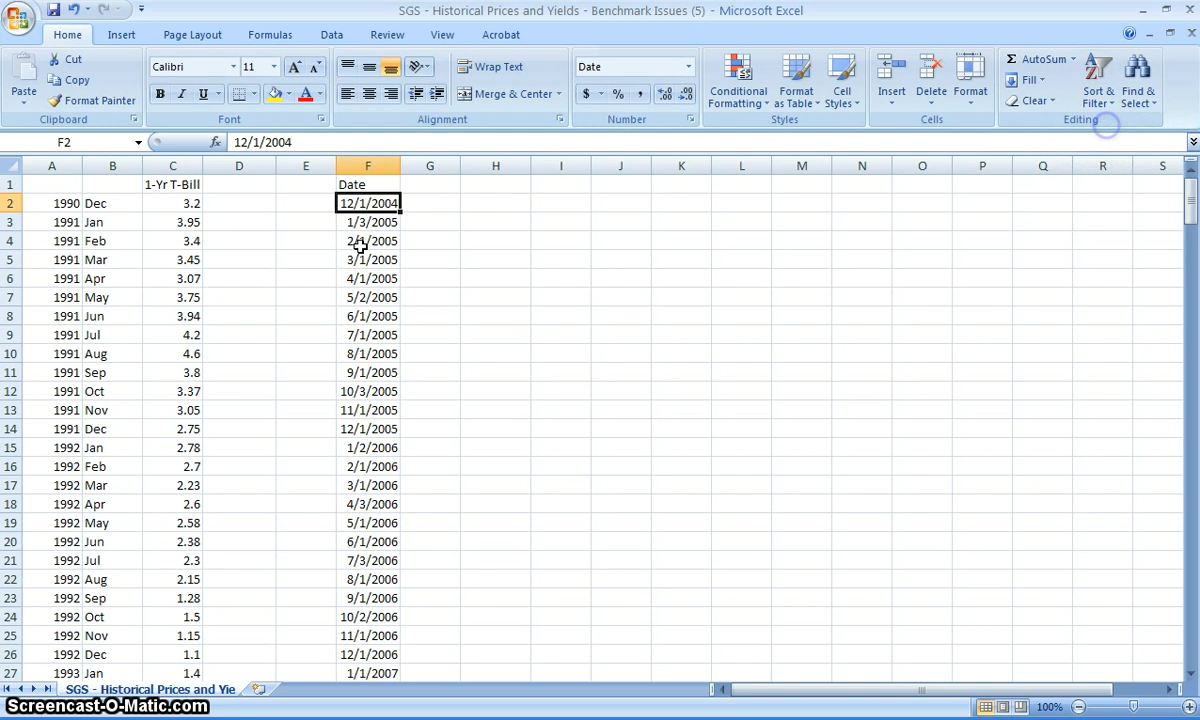 SGS - Historical Prices and Yields - Benchmark Issues (5) - Microsoft Excel
Home Insert Page Layout Formulas Data Review View Acrobat
Paste
Cut
Copy
Format Painter
Clipboard
Calibri 11 A A
B I U A
Font
Wrap Text
Merge & Center
Alignment
Date
$ % , .00 .00
Number
Conditional Formatting
Format as Table
Cell Styles
Styles
Insert Delete Format
Cells
Σ AutoSum
Fill
Clear
Sort & Filter
Find & Select
Editing
F2 fx 12/1/2004
A B C D E F G H I J K L M N O P Q R S
1 1-Yr T-Bill Date
2 1990 Dec 3.2 12/1/2004
3 1991 Jan 3.95 1/3/2005
4 1991 Feb 3.4 2/1/2005
5 1991 Mar 3.45 3/1/2005
6 1991 Apr 3.07 4/1/2005
7 1991 May 3.75 5/2/2005
8 1991 Jun 3.94 6/1/2005
9 1991 Jul 4.2 7/1/2005
10 1991 Aug 4.6 8/1/2005
11 1991 Sep 3.8 9/1/2005
12 1991 Oct 3.37 10/3/2005
13 1991 Nov 3.05 11/1/2005
14 1991 Dec 2.75 12/1/2005
15 1992 Jan 2.78 1/2/2006
16 1992 Feb 2.7 2/1/2006
17 1992 Mar 2.23 3/1/2006
18 1992 Apr 2.6 4/3/2006
19 1992 May 2.58 5/1/2006
20 1992 Jun 2.38 6/1/2006
21 1992 Jul 2.3 7/3/2006
22 1992 Aug 2.15 8/1/2006
23 1992 Sep 1.28 9/1/2006
24 1992 Oct 1.5 10/2/2006
25 1992 Nov 1.15 11/1/2006
26 1992 Dec 1.1 12/1/2006
27 1993 Jan 1.4 1/1/2007
SGS - Historical Prices and Yie
Screencast-O-Matic.com 100%